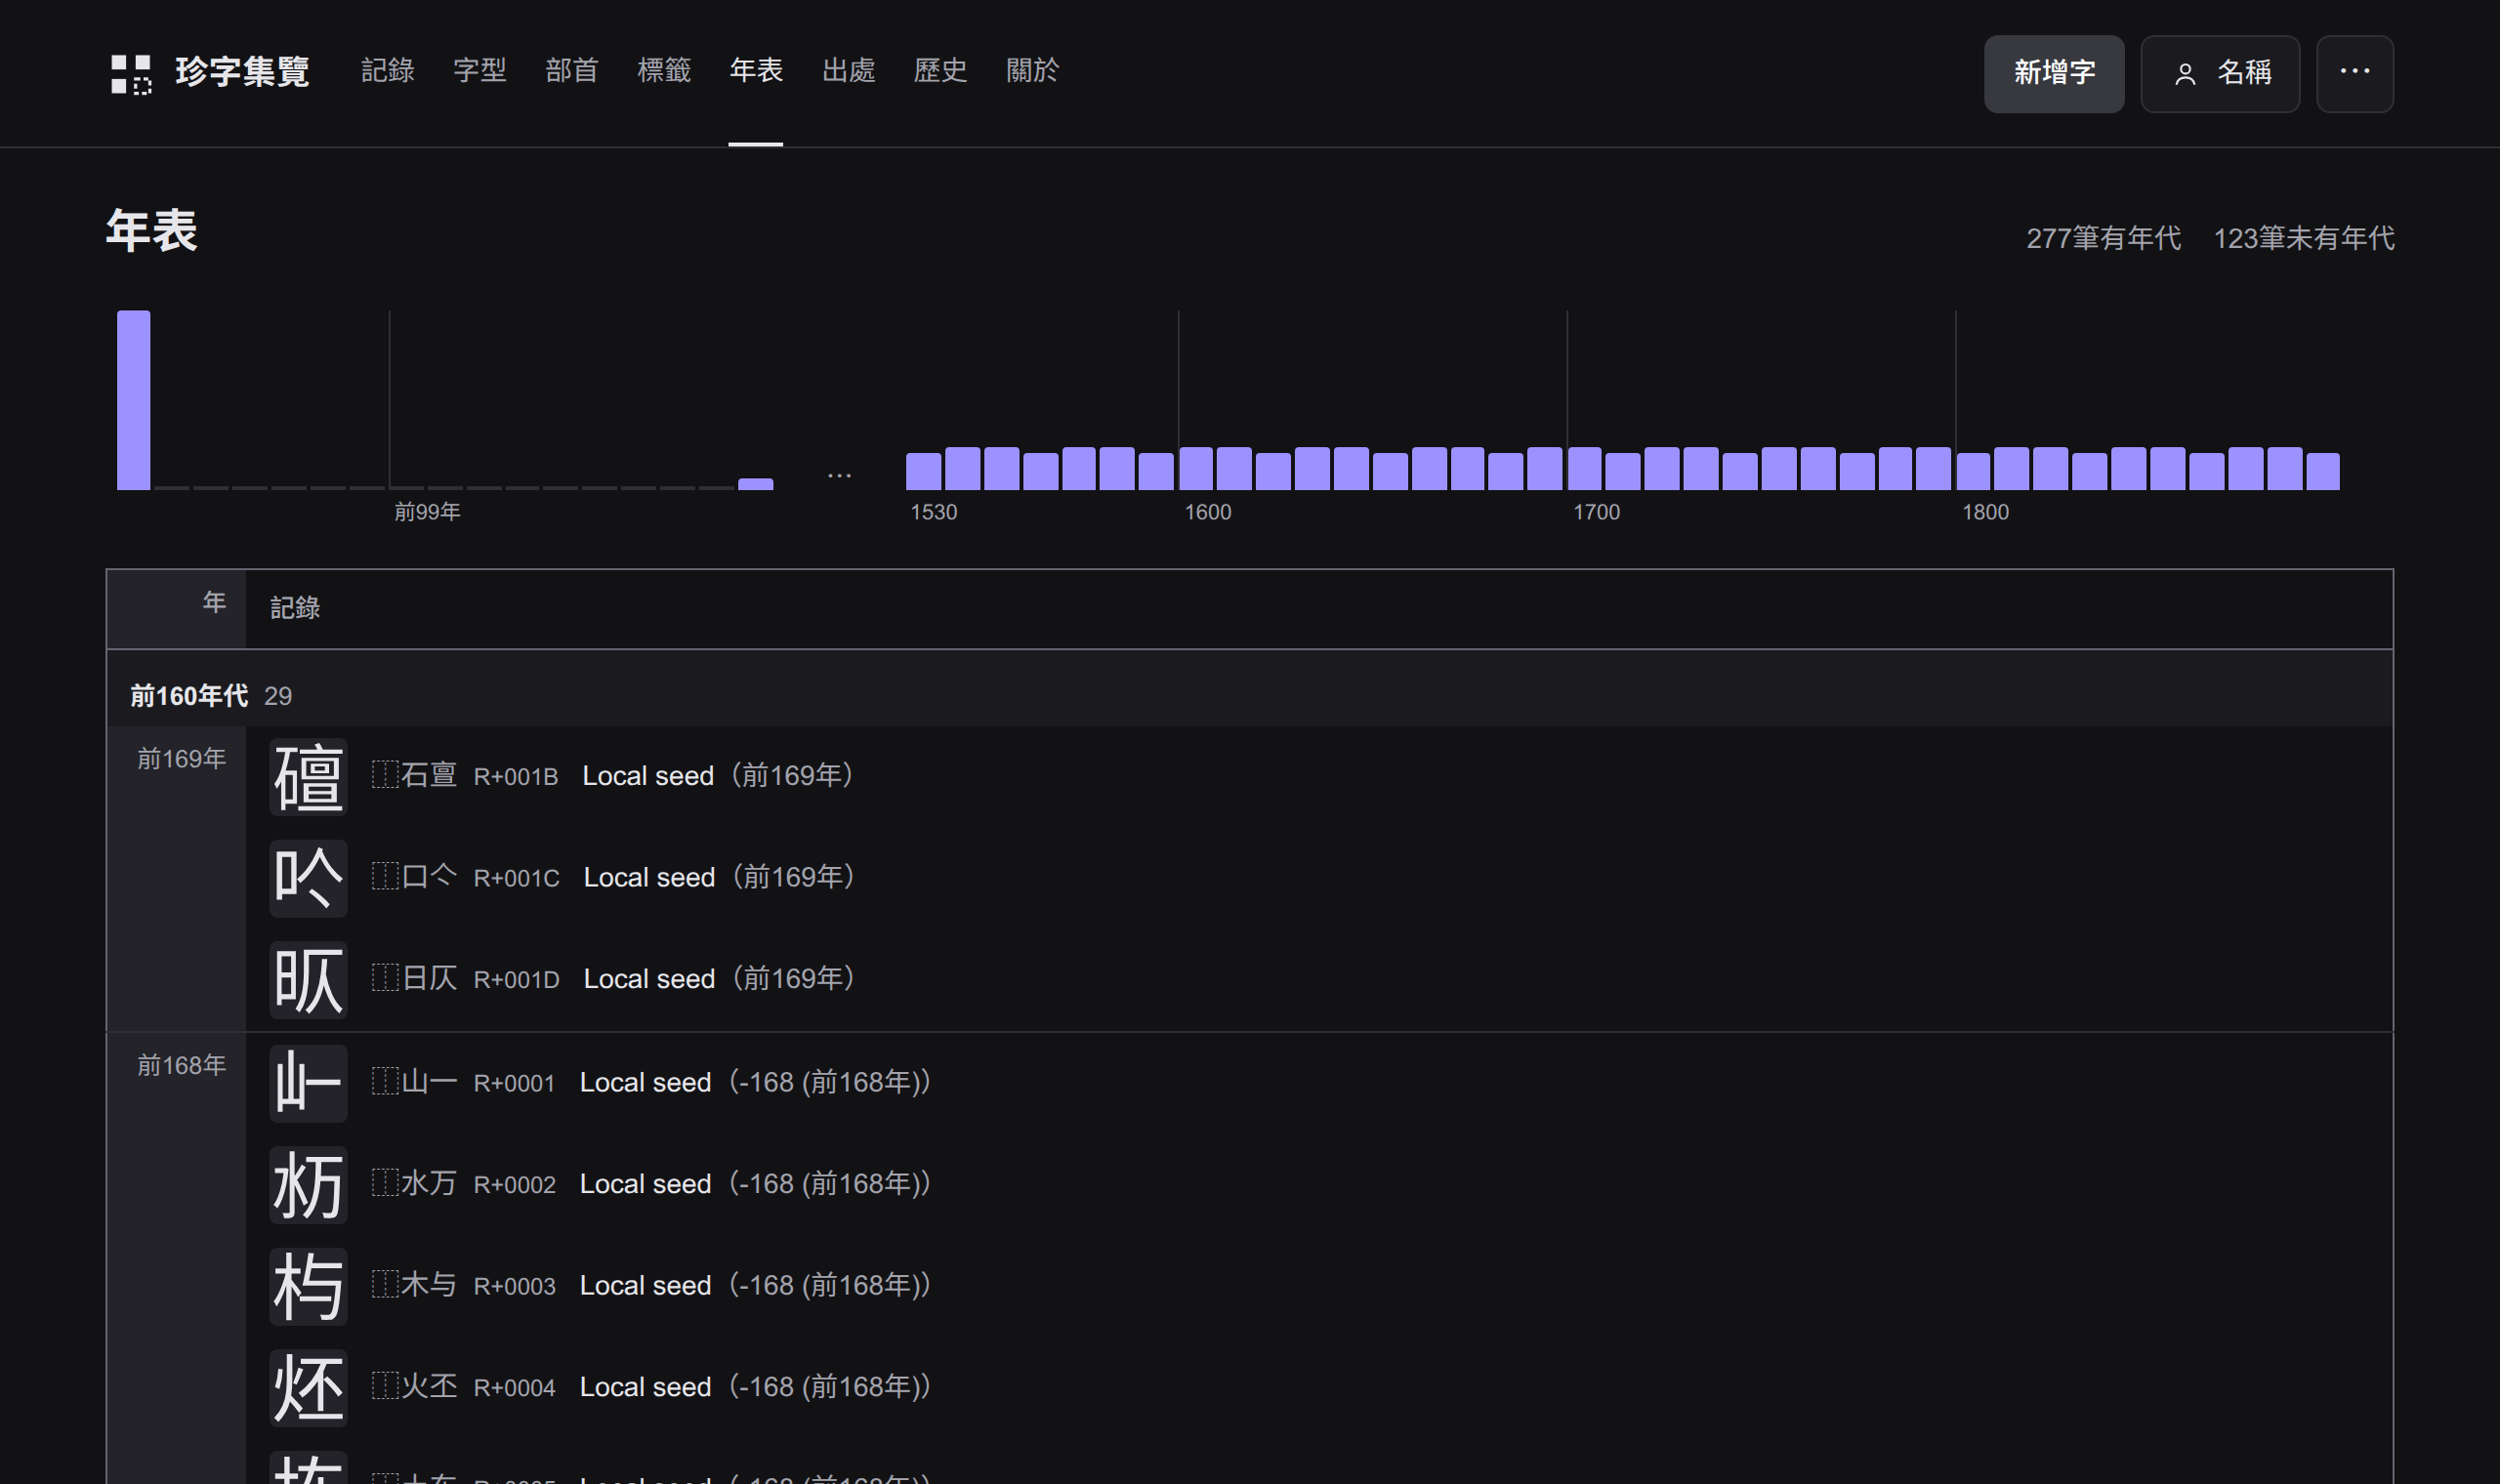 珍字集覽 記錄 字型 部首 標籤 年表 出處 歷史 關於 新增字 名稱 ⋯
年表 277筆有年代 123筆未有年代
⋯
前99年 1530 1600 1700 1800
年 記錄
前160年代 29
前169年 ⿰石亶 R+001B Local seed（前169年）
⿰口亽 R+001C Local seed（前169年）
⿰日仄 R+001D Local seed（前169年）
前168年 ⿰山一 R+0001 Local seed（-168 (前168年)）
⿰水万 R+0002 Local seed（-168 (前168年)）
⿰木与 R+0003 Local seed（-168 (前168年)）
⿰火丕 R+0004 Local seed（-168 (前168年)）